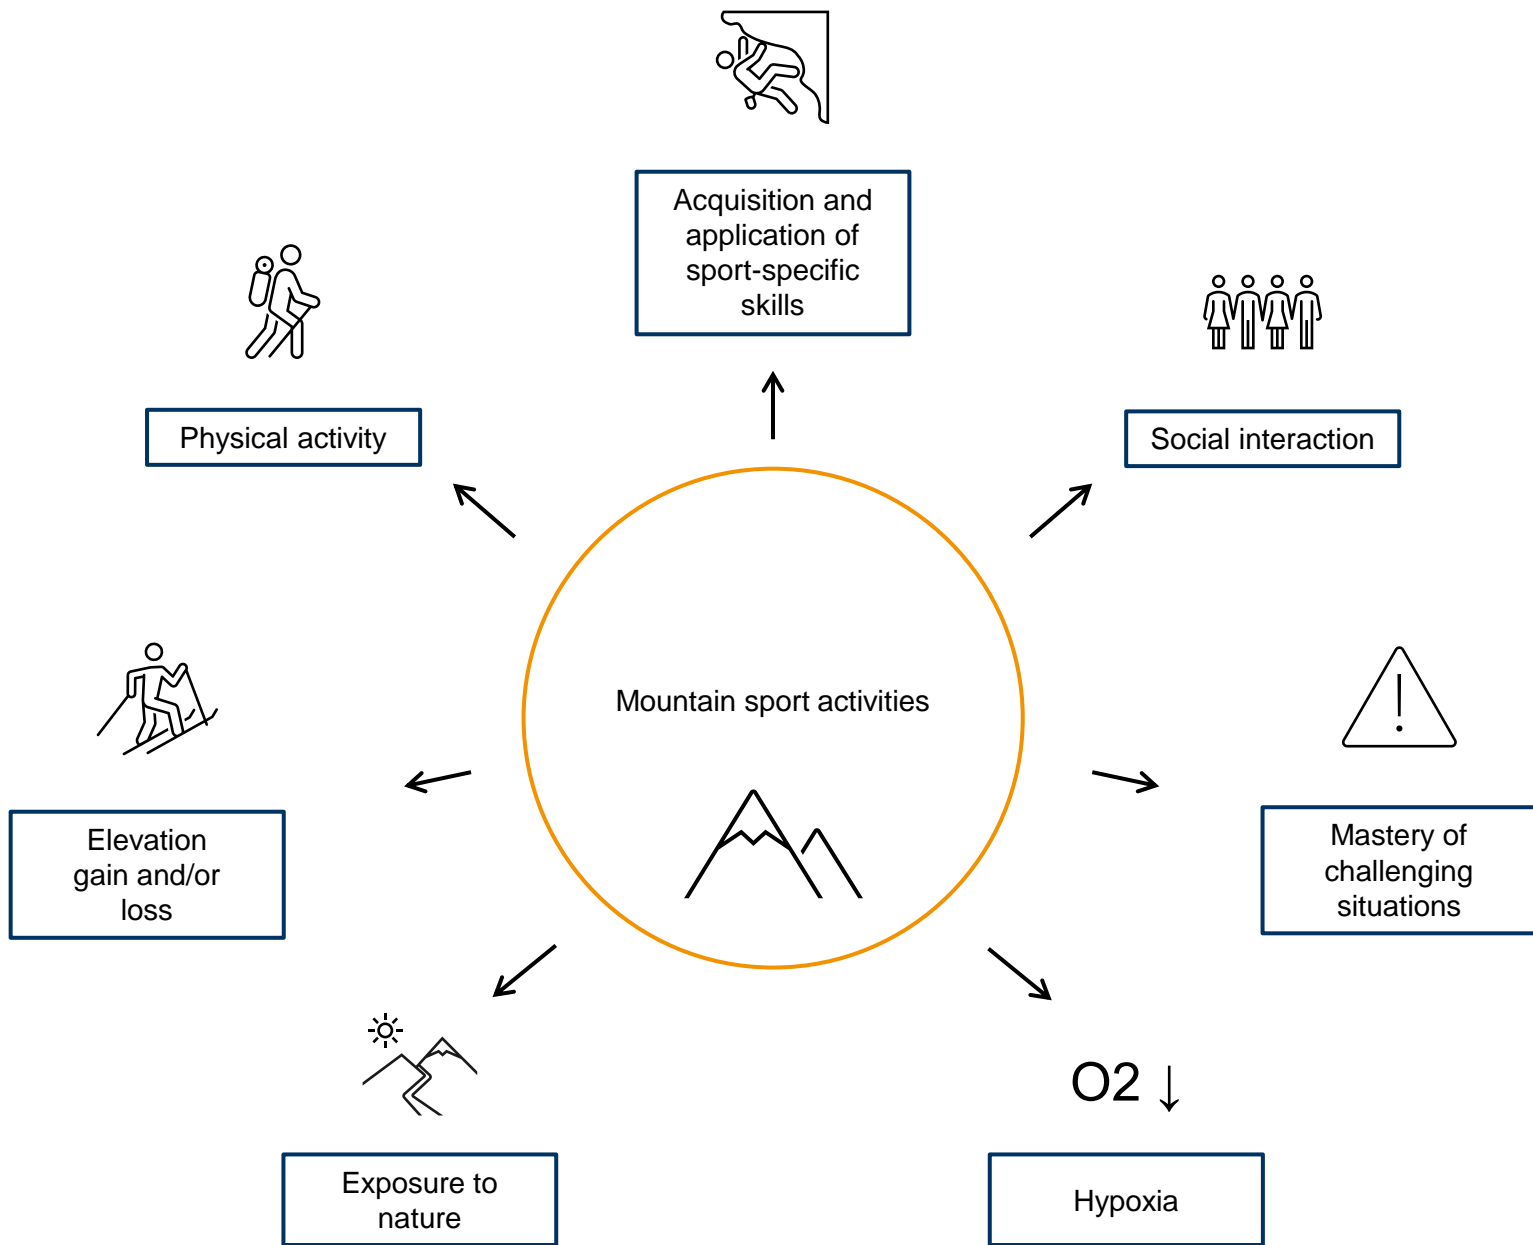 Acquisition and
application of
sport-specific
skills
Physical activity
Social interaction
Mountain sport activities
Elevation
gain and/or
loss
Mastery of
challenging
situations
!
O2 ↓
Exposure to
nature
Hypoxia